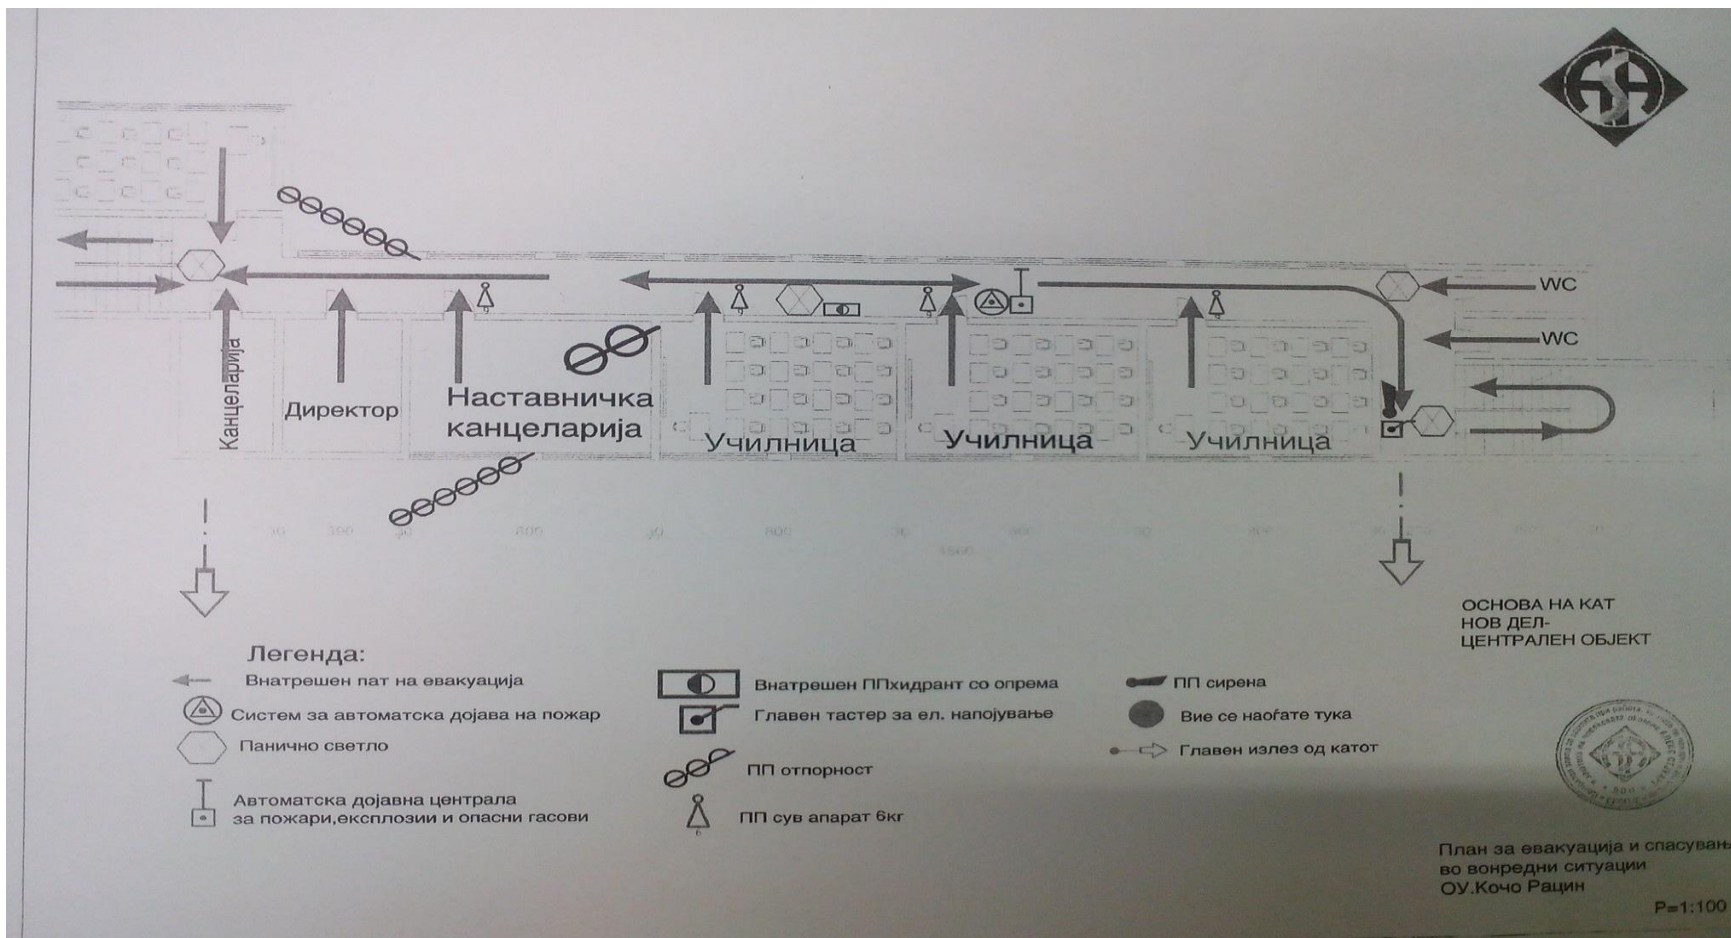 WC
WC
Канцеларија
Директор
Наставничка
канцеларија
Училница
Училница
Училница
ОСНОВА НА КАТ
НОВ ДЕЛ-
ЦЕНТРАЛЕН ОБЈЕКТ
Легенда:
Внатрешен пат на евакуација
Систем за автоматска дојава на пожар
Панично светло
Автоматска дојавна централа
за пожари,експлозии и опасни гасови
Внатрешен ППхидрант со опрема
Главен тастер за ел. напојување
ПП отпорност
ПП сув апарат 6кг
ПП сирена
Вие се наоѓате тука
Главен излез од катот
План за евакуација и спасувањ
во вонредни ситуации
ОУ.Кочо Рацин
Р=1:100